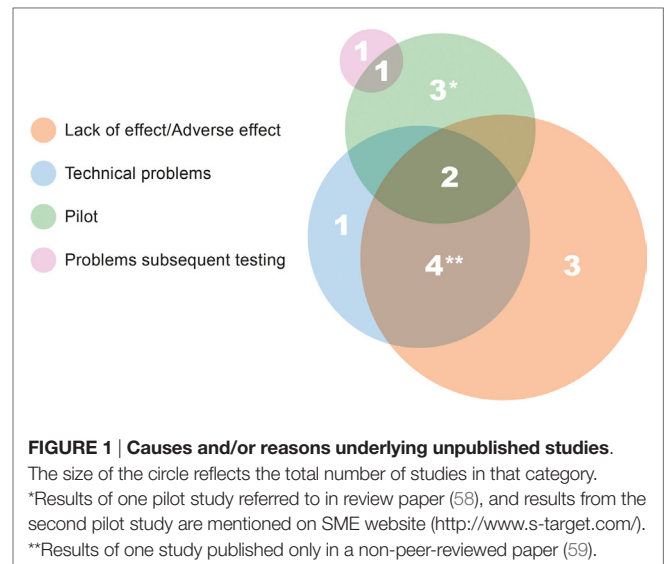 1
1
3*
Lack of effect/Adverse effect
Technical problems
2
Pilot
1
Problems subsequent testing
4**
3
FIGURE 1 | Causes and/or reasons underlying unpublished studies.
The size of the circle reflects the total number of studies in that category.
*Results of one pilot study referred to in review paper (58), and results from the
second pilot study are mentioned on SME website (http://www.s-target.com/).
**Results of one study published only in a non-peer-reviewed paper (59).